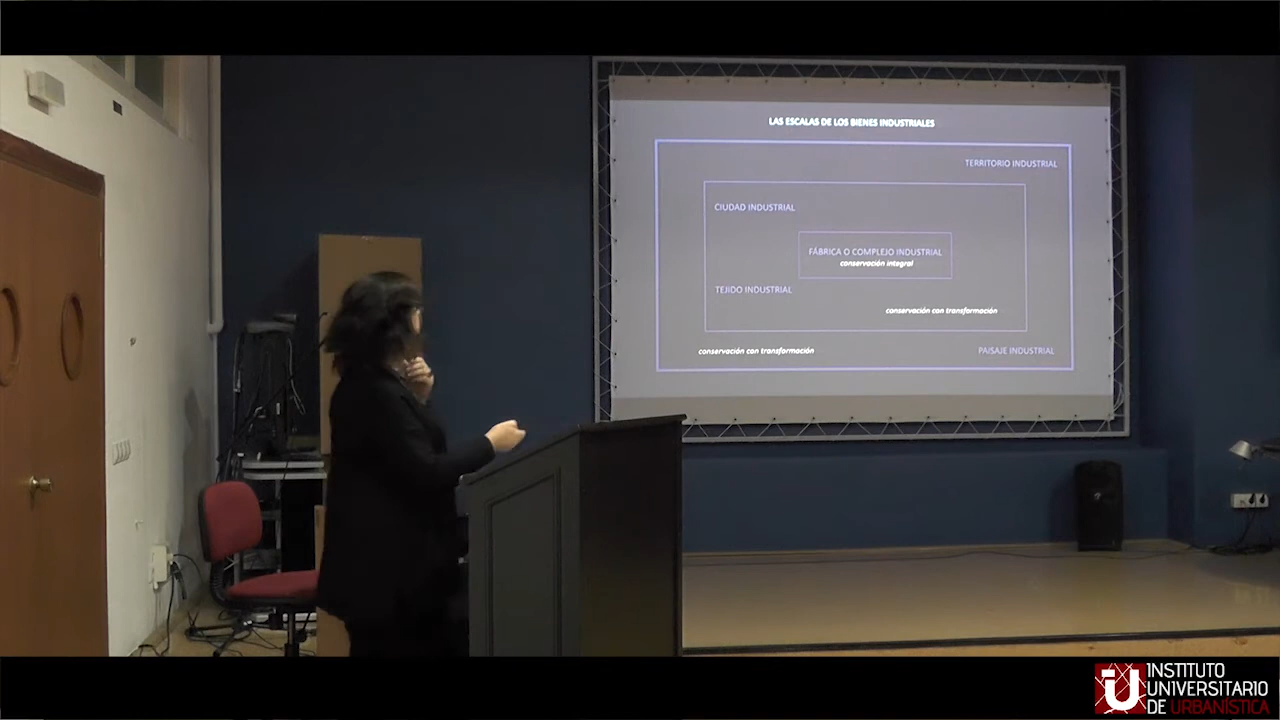 LAS ESCALAS DE LOS BIENES INDUSTRIALES
TERRITORIO INDUSTRIAL
CIUDAD INDUSTRIAL
FÁBRICA O COMPLEJO INDUSTRIAL
conservación integral
TEJIDO INDUSTRIAL
conservación con transformación
conservación con transformación
PAISAJE INDUSTRIAL
IU
INSTITUTO
UNIVERSITARIO
DE URBANÍSTICA